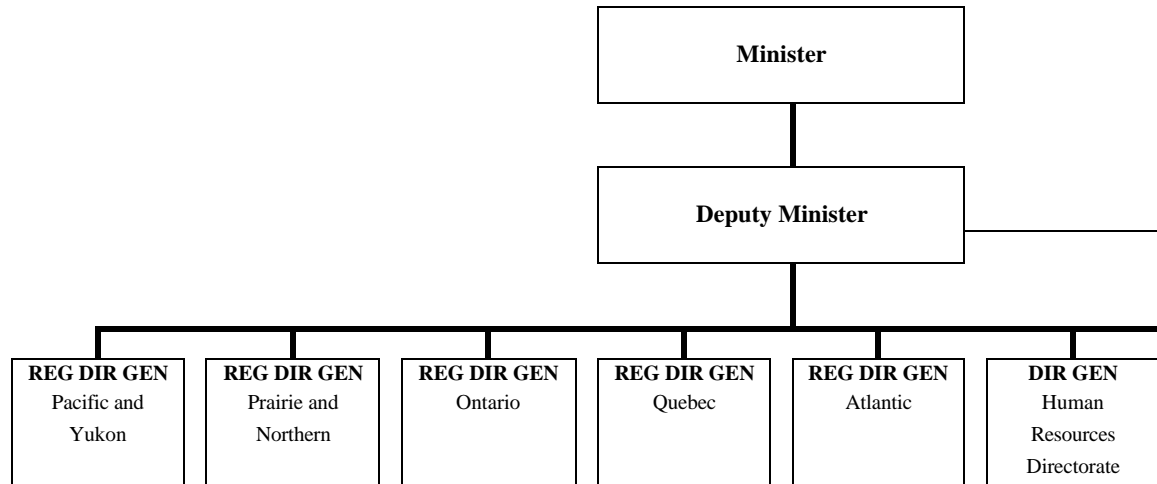 Minister
Deputy Minister
REG DIR GEN
Pacific and
Yukon
REG DIR GEN
Prairie and
Northern
REG DIR GEN
Ontario
REG DIR GEN
Quebec
REG DIR GEN
Atlantic
DIR GEN
Human
Resources
Directorate